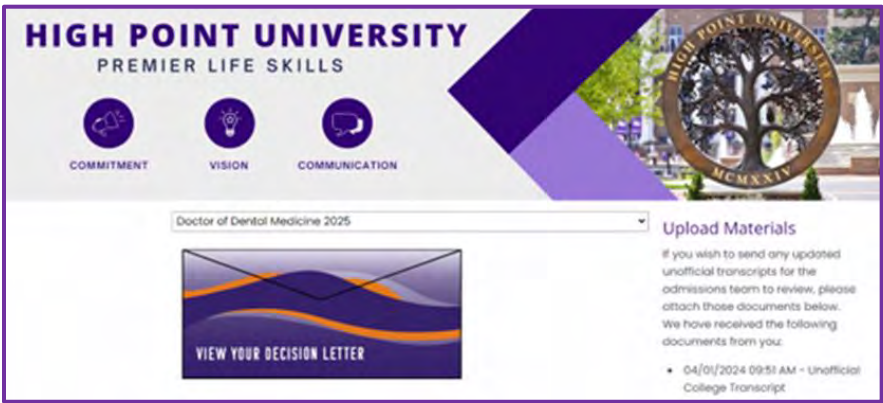 HIGH POINT UNIVERSITY
PREMIER LIFE SKILLS
COMMITMENT
VISION
COMMUNICATION
HIGH POINT UNIVERSITY
MCMXXIV
Doctor of Dental Medicine 2025
VIEW YOUR DECISION LETTER
Upload Materials
If you wish to send any updated
unofficial transcripts for the
admissions team to review, please
attach those documents below.
We have received the following
documents from you:
• 04/01/2024 09:51 AM - Unofficial
College Transcript